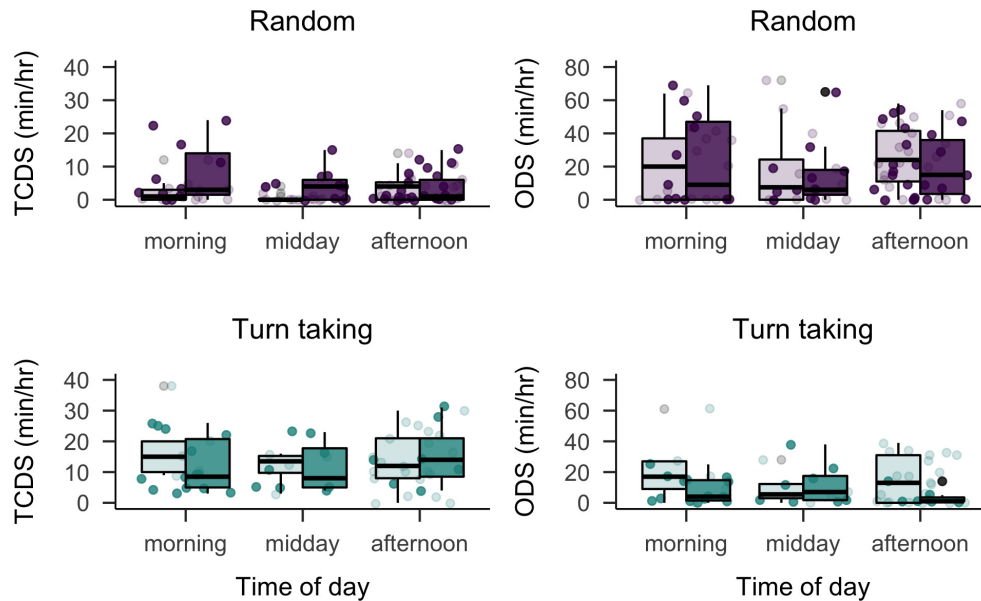 Random
TCDS (min/hr)
40
30
20
10
0
morning midday afternoon
Random
ODS (min/hr)
80
60
40
20
0
morning midday afternoon
Turn taking
TCDS (min/hr)
40
30
20
10
0
morning midday afternoon
Time of day
Turn taking
ODS (min/hr)
80
60
40
20
0
morning midday afternoon
Time of day